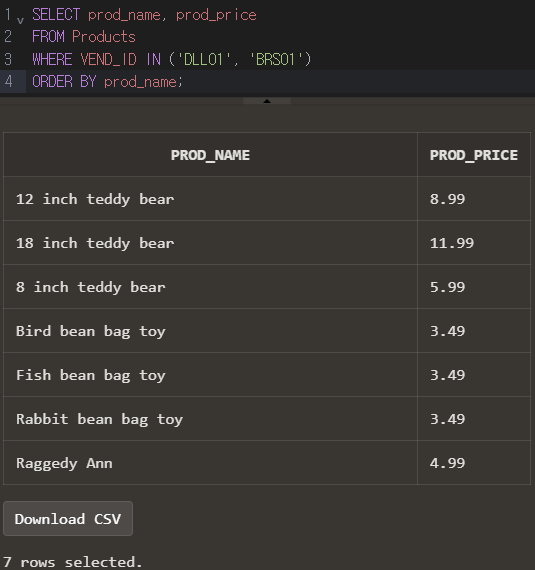 1 SELECT prod_name, prod_price
2 FROM Products
3 WHERE VEND_ID IN ('DLL01', 'BRS01')
4 ORDER BY prod_name;
PROD_NAME PROD_PRICE
12 inch teddy bear 8.99
18 inch teddy bear 11.99
8 inch teddy bear 5.99
Bird bean bag toy 3.49
Fish bean bag toy 3.49
Rabbit bean bag toy 3.49
Raggedy Ann 4.99
Download CSV
7 rows selected.